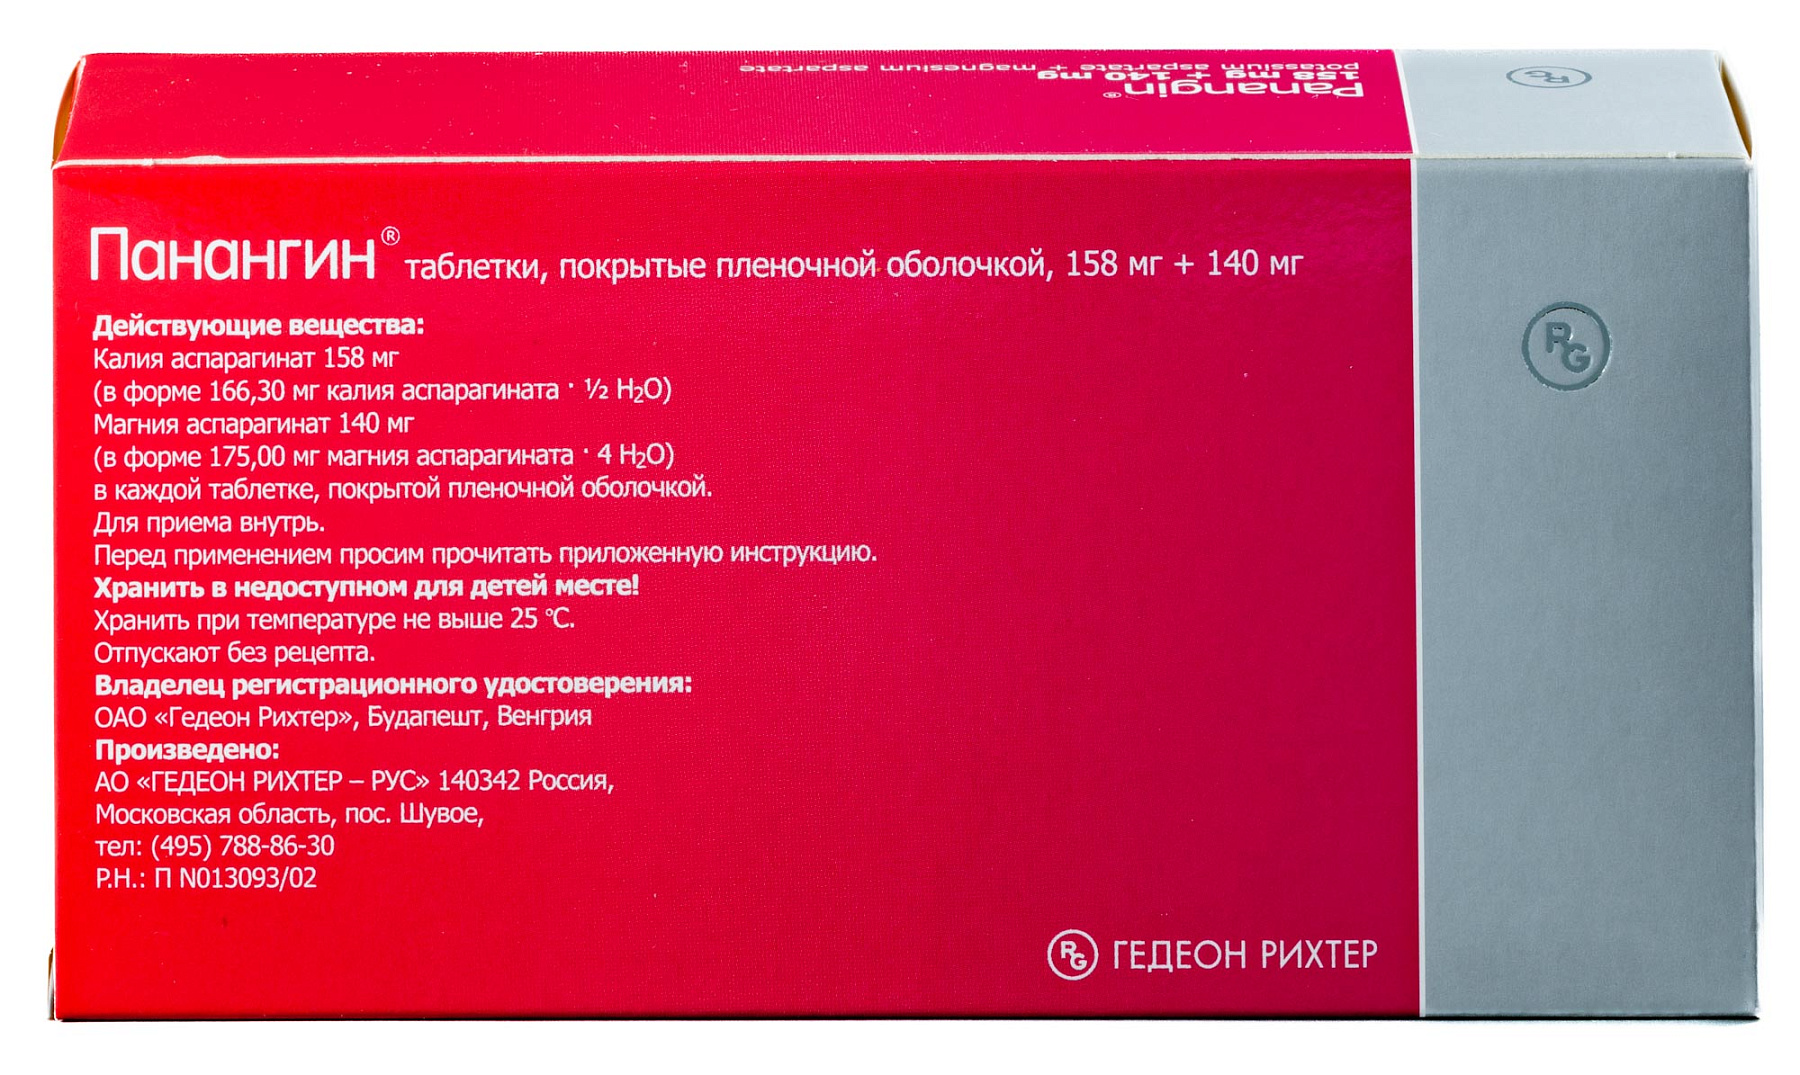 potassium aspartate + magnesium aspartate
158 mg + 140 mg
Panangin®
RG
Панангин® таблетки, покрытые пленочной оболочкой, 158 мг + 140 мг
Действующие вещества:
Калия аспарагинат 158 мг
(в форме 166,30 мг калия аспарагината · ½ H₂O)
Магния аспарагинат 140 мг
(в форме 175,00 мг магния аспарагината · 4 H₂O)
в каждой таблетке, покрытой пленочной оболочкой.
Для приема внутрь.
Перед применением просим прочитать приложенную инструкцию.
Хранить в недоступном для детей месте!
Хранить при температуре не выше 25 °C.
Отпускают без рецепта.
Владелец регистрационного удостоверения:
ОАО «Гедеон Рихтер», Будапешт, Венгрия
Произведено:
АО «ГЕДЕОН РИХТЕР – РУС» 140342 Россия,
Московская область, пос. Шувое,
тел: (495) 788-86-30
Р.Н.: П N013093/02
RG
RG ГЕДЕОН РИХТЕР